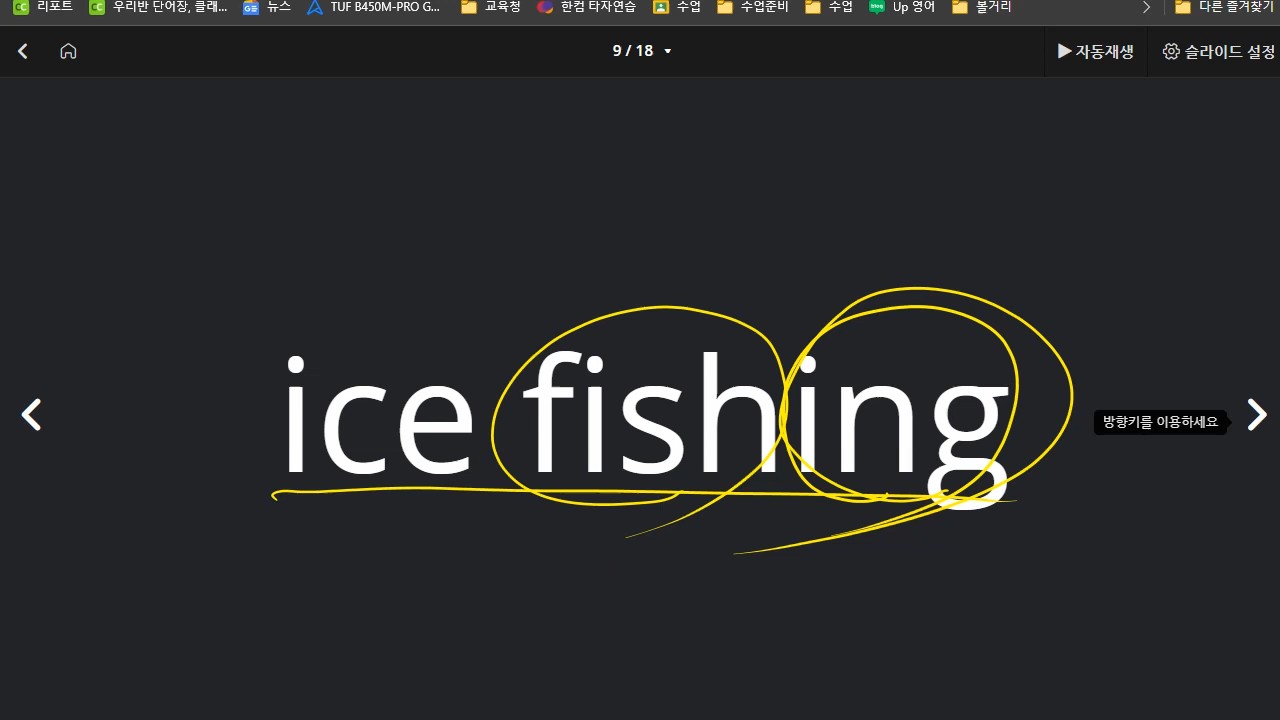 리포트 우리반 단어장, 클래... 뉴스 TUF B450M-PRO G... 교육청 한컴 타자연습 수업 수업준비 수업 Up 영어 볼거리 다른 즐겨찾기
9 / 18 자동재생 슬라이드 설정
ice fishing
방향키를 이용하세요